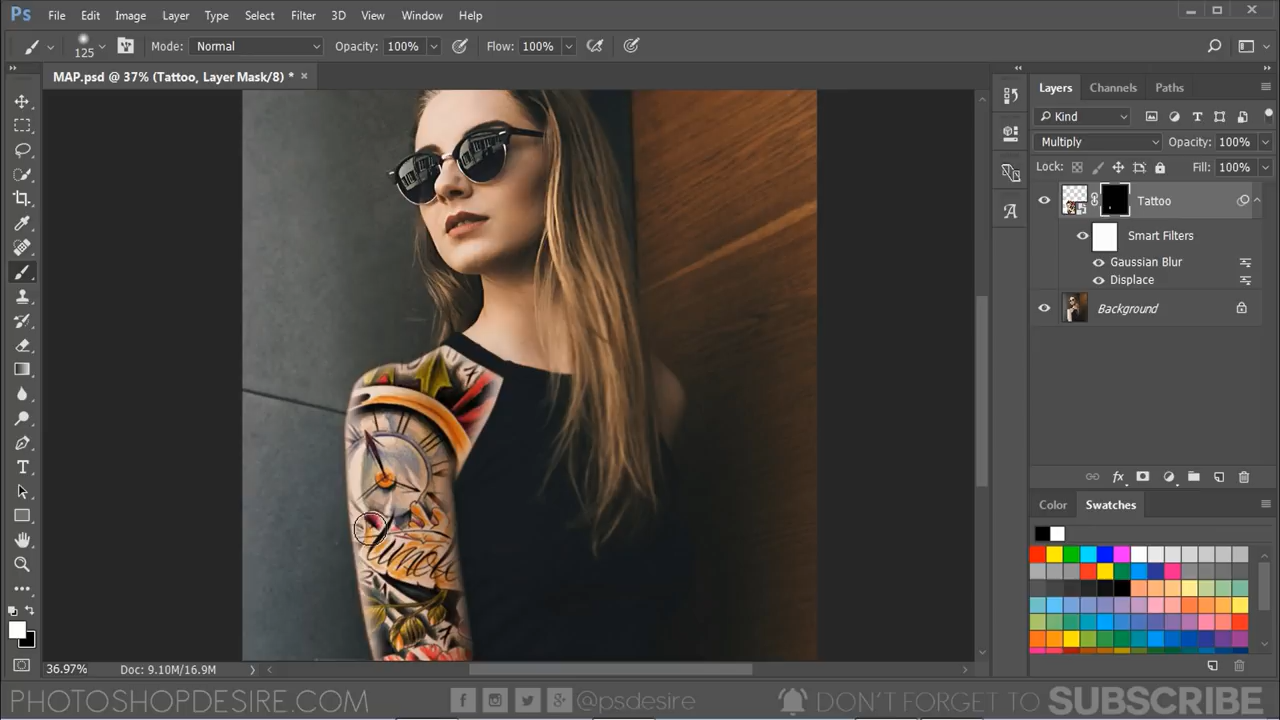 Ps File Edit Image Layer Type Select Filter 3D View Window Help
125 Mode: Normal Opacity: 100% Flow: 100%
MAP.psd @ 37% (Tattoo, Layer Mask/8) * ×
Layers Channels Paths
Kind
Multiply Opacity: 100%
Lock: Fill: 100%
Tattoo
Smart Filters
Gaussian Blur
Displace
Background
Color Swatches
36.97% Doc: 9.10M/16.9M
PHOTOSHOPDESIRE.COM @psdesire DON'T FORGET TO SUBSCRIBE